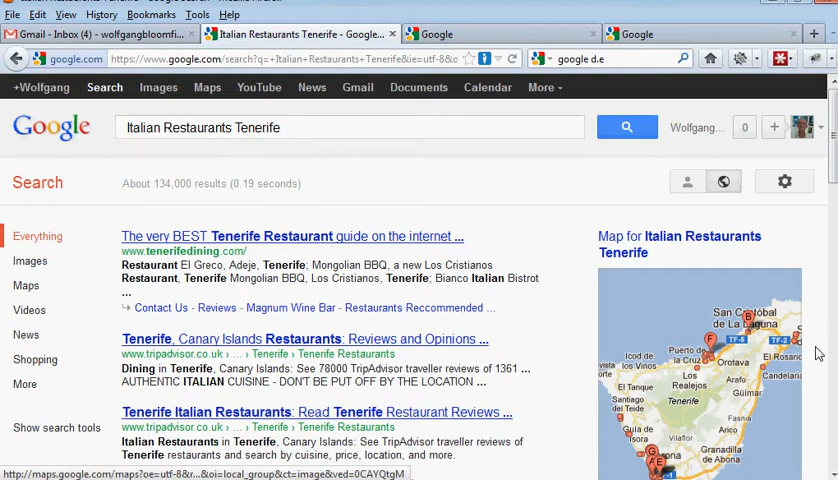 File Edit View History Bookmarks Tools Help
Gmail - Inbox (4) - wolfgangbloomfi... Italian Restaurants Tenerife - Google... Google Google
google.com https://www.google.com/search?q=+Italian+Restaurants+Tenerife&ie=utf-8&o google d.e
+Wolfgang Search Images Maps YouTube News Gmail Documents Calendar More
Google Italian Restaurants Tenerife Wolfgang... 0 +
Search About 134,000 results (0.19 seconds)
Everything
Images
Maps
Videos
News
Shopping
More
Show search tools
The very BEST Tenerife Restaurant guide on the internet ...
www.tenerifedining.com/
Restaurant El Greco, Adeje, Tenerife; Mongolian BBQ, a new Los Cristianos
Restaurant, Tenerife Mongolian BBQ, Los Cristianos, Tenerife; Bianco Italian Bistrot
...
Contact Us - Reviews - Magnum Wine Bar - Restaurants Reccommended ...
Tenerife, Canary Islands Restaurants: Reviews and Opinions ...
www.tripadvisor.co.uk › ... › Tenerife › Tenerife Restaurants
Dining in Tenerife, Canary Islands: See 78000 TripAdvisor traveller reviews of 1361 ...
AUTHENTIC ITALIAN CUISINE - DON'T BE PUT OFF BY THE LOCATION ...
Tenerife Italian Restaurants: Read Tenerife Restaurant Reviews ...
www.tripadvisor.co.uk › ... › Tenerife › Tenerife Restaurants
Italian Restaurants in Tenerife, Canary Islands: See TripAdvisor traveller reviews of
Tenerife restaurants and search by cuisine, price, location, and more.
Map for Italian Restaurants
Tenerife
San Cristóbal
de La Laguna
B
F
TF-5
TF-2
Puerto de
la Cruz
Icod de los
Vinos
Orotava
El Rosario
Los
Realejos
Arafo
Candelaria
El Tanque
Güimar
Santiago
del Teide
Tenerife
Fasnia
Guía de
Isora
Vilaflor
G
A
E
http://maps.google.com/maps?oe=utf-8&r...&oi=local_group&ct=image&ved=0CAYQtgM